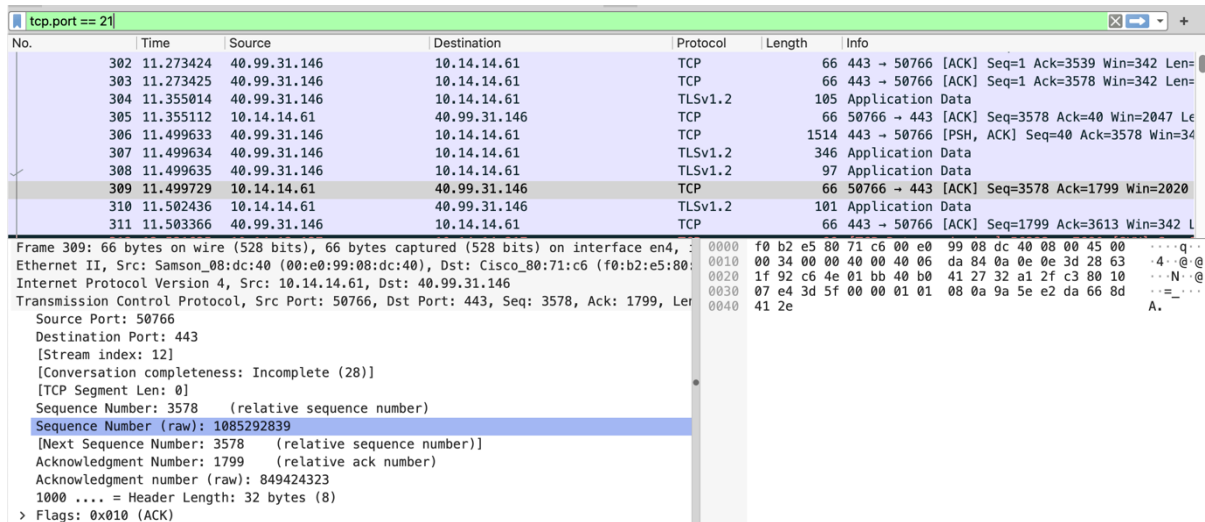 tcp.port == 21
No. Time Source Destination Protocol Length Info
302 11.273424 40.99.31.146 10.14.14.61 TCP 66 443 → 50766 [ACK] Seq=1 Ack=3539 Win=342 Len=
303 11.273425 40.99.31.146 10.14.14.61 TCP 66 443 → 50766 [ACK] Seq=1 Ack=3578 Win=342 Len=
304 11.355014 40.99.31.146 10.14.14.61 TLSv1.2 105 Application Data
305 11.355112 10.14.14.61 40.99.31.146 TCP 66 50766 → 443 [ACK] Seq=3578 Ack=40 Win=2047 Le
306 11.499633 40.99.31.146 10.14.14.61 TCP 1514 443 → 50766 [PSH, ACK] Seq=40 Ack=3578 Win=34
307 11.499634 40.99.31.146 10.14.14.61 TLSv1.2 346 Application Data
308 11.499635 40.99.31.146 10.14.14.61 TLSv1.2 97 Application Data
309 11.499729 10.14.14.61 40.99.31.146 TCP 66 50766 → 443 [ACK] Seq=3578 Ack=1799 Win=2020
310 11.502436 10.14.14.61 40.99.31.146 TLSv1.2 101 Application Data
311 11.503366 40.99.31.146 10.14.14.61 TCP 66 443 → 50766 [ACK] Seq=1799 Ack=3613 Win=342 L
Frame 309: 66 bytes on wire (528 bits), 66 bytes captured (528 bits) on interface en4,
Ethernet II, Src: Samson_08:dc:40 (00:e0:99:08:dc:40), Dst: Cisco_80:71:c6 (f0:b2:e5:80:
Internet Protocol Version 4, Src: 10.14.14.61, Dst: 40.99.31.146
Transmission Control Protocol, Src Port: 50766, Dst Port: 443, Seq: 3578, Ack: 1799, Ler
Source Port: 50766
Destination Port: 443
[Stream index: 12]
[Conversation completeness: Incomplete (28)]
[TCP Segment Len: 0]
Sequence Number: 3578 (relative sequence number)
Sequence Number (raw): 1085292839
[Next Sequence Number: 3578 (relative sequence number)]
Acknowledgment Number: 1799 (relative ack number)
Acknowledgment number (raw): 849424323
1000 .... = Header Length: 32 bytes (8)
> Flags: 0x010 (ACK)
0000 f0 b2 e5 80 71 c6 00 e0 99 08 dc 40 08 00 45 00 ····q··
0010 00 34 00 00 40 00 40 06 da 84 0a 0e 0e 3d 28 63 ·4··@·@
0020 1f 92 c6 4e 01 bb 40 b0 41 27 32 a1 2f c3 80 10 ···N··@
0030 07 e4 3d 5f 00 00 01 01 08 0a 9a 5e e2 da 66 8d ··=_···
0040 41 2e A.